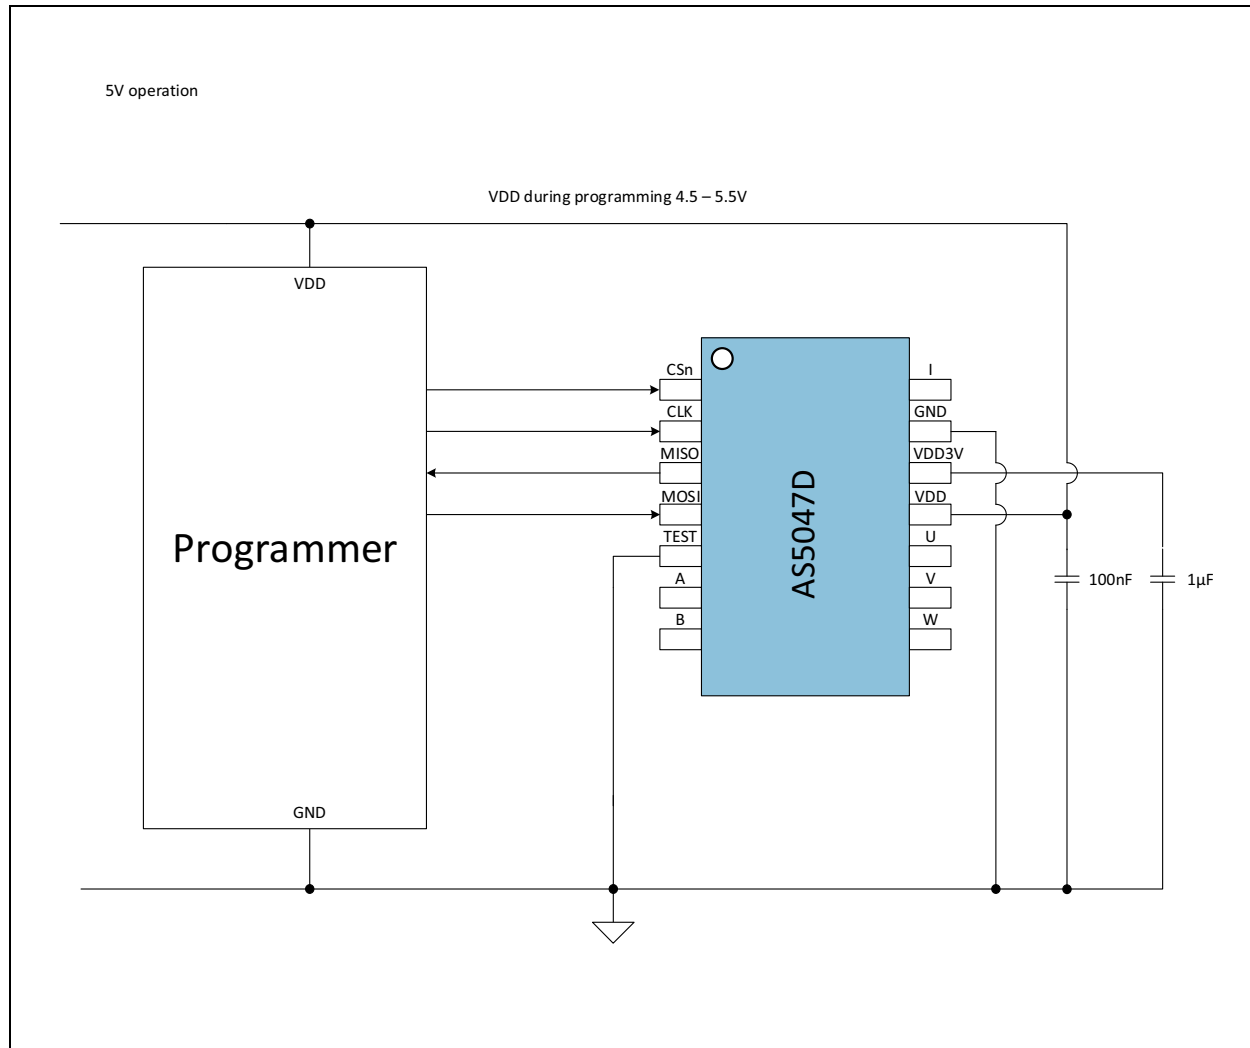 5V operation
VDD during programming 4.5 – 5.5V
VDD
Programmer
GND
CSn
CLK
MISO
MOSI
TEST
A
B
AS5047D
I
GND
VDD3V
VDD
U
V
W
100nF
1µF